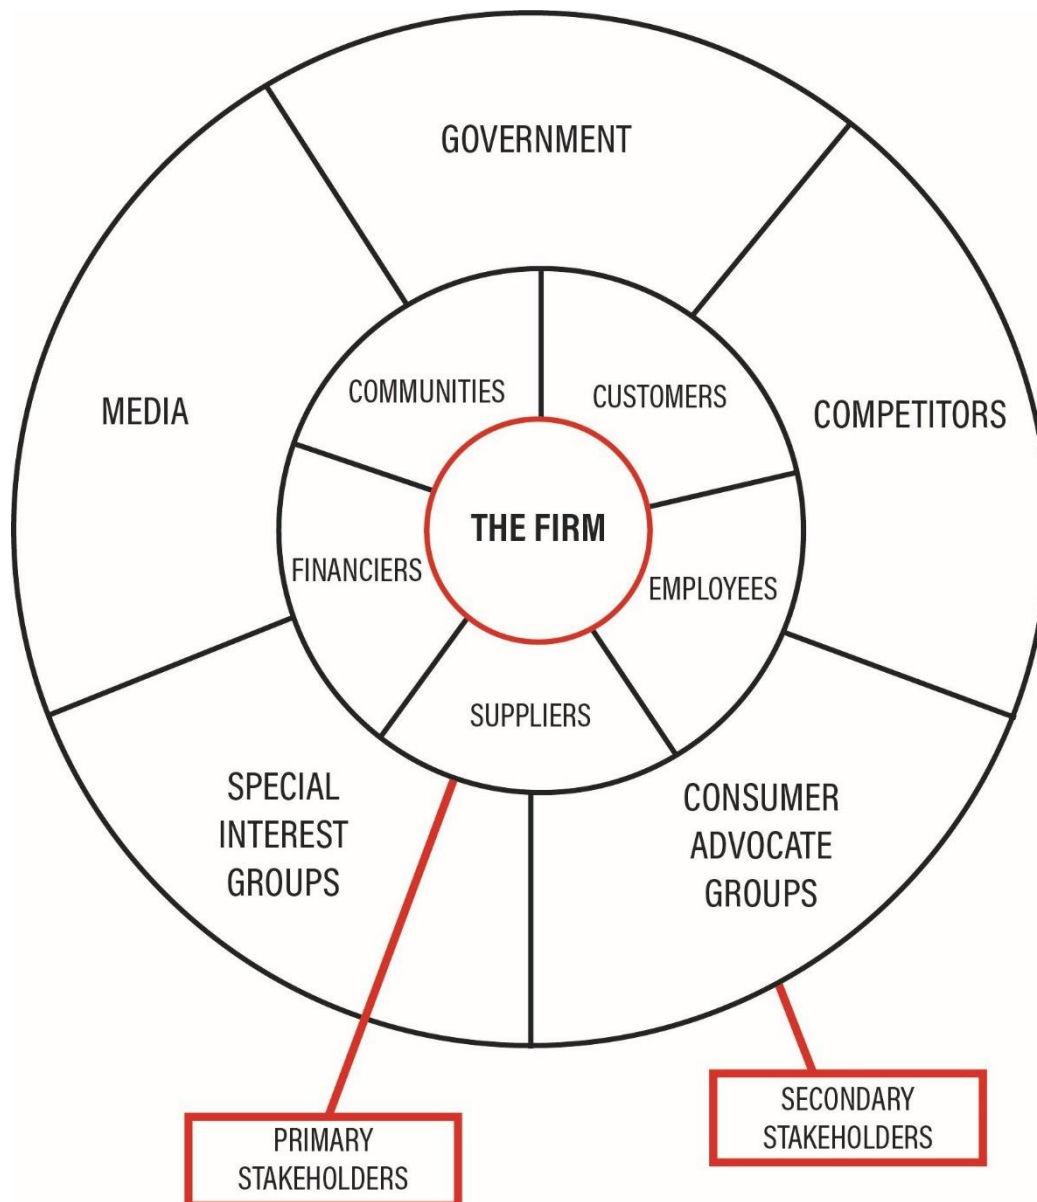 GOVERNMENT
MEDIA
COMMUNITIES
CUSTOMERS
COMPETITORS
THE FIRM
FINANCIERS
EMPLOYEES
SUPPLIERS
SPECIAL
INTEREST
GROUPS
CONSUMER
ADVOCATE
GROUPS
PRIMARY
STAKEHOLDERS
SECONDARY
STAKEHOLDERS